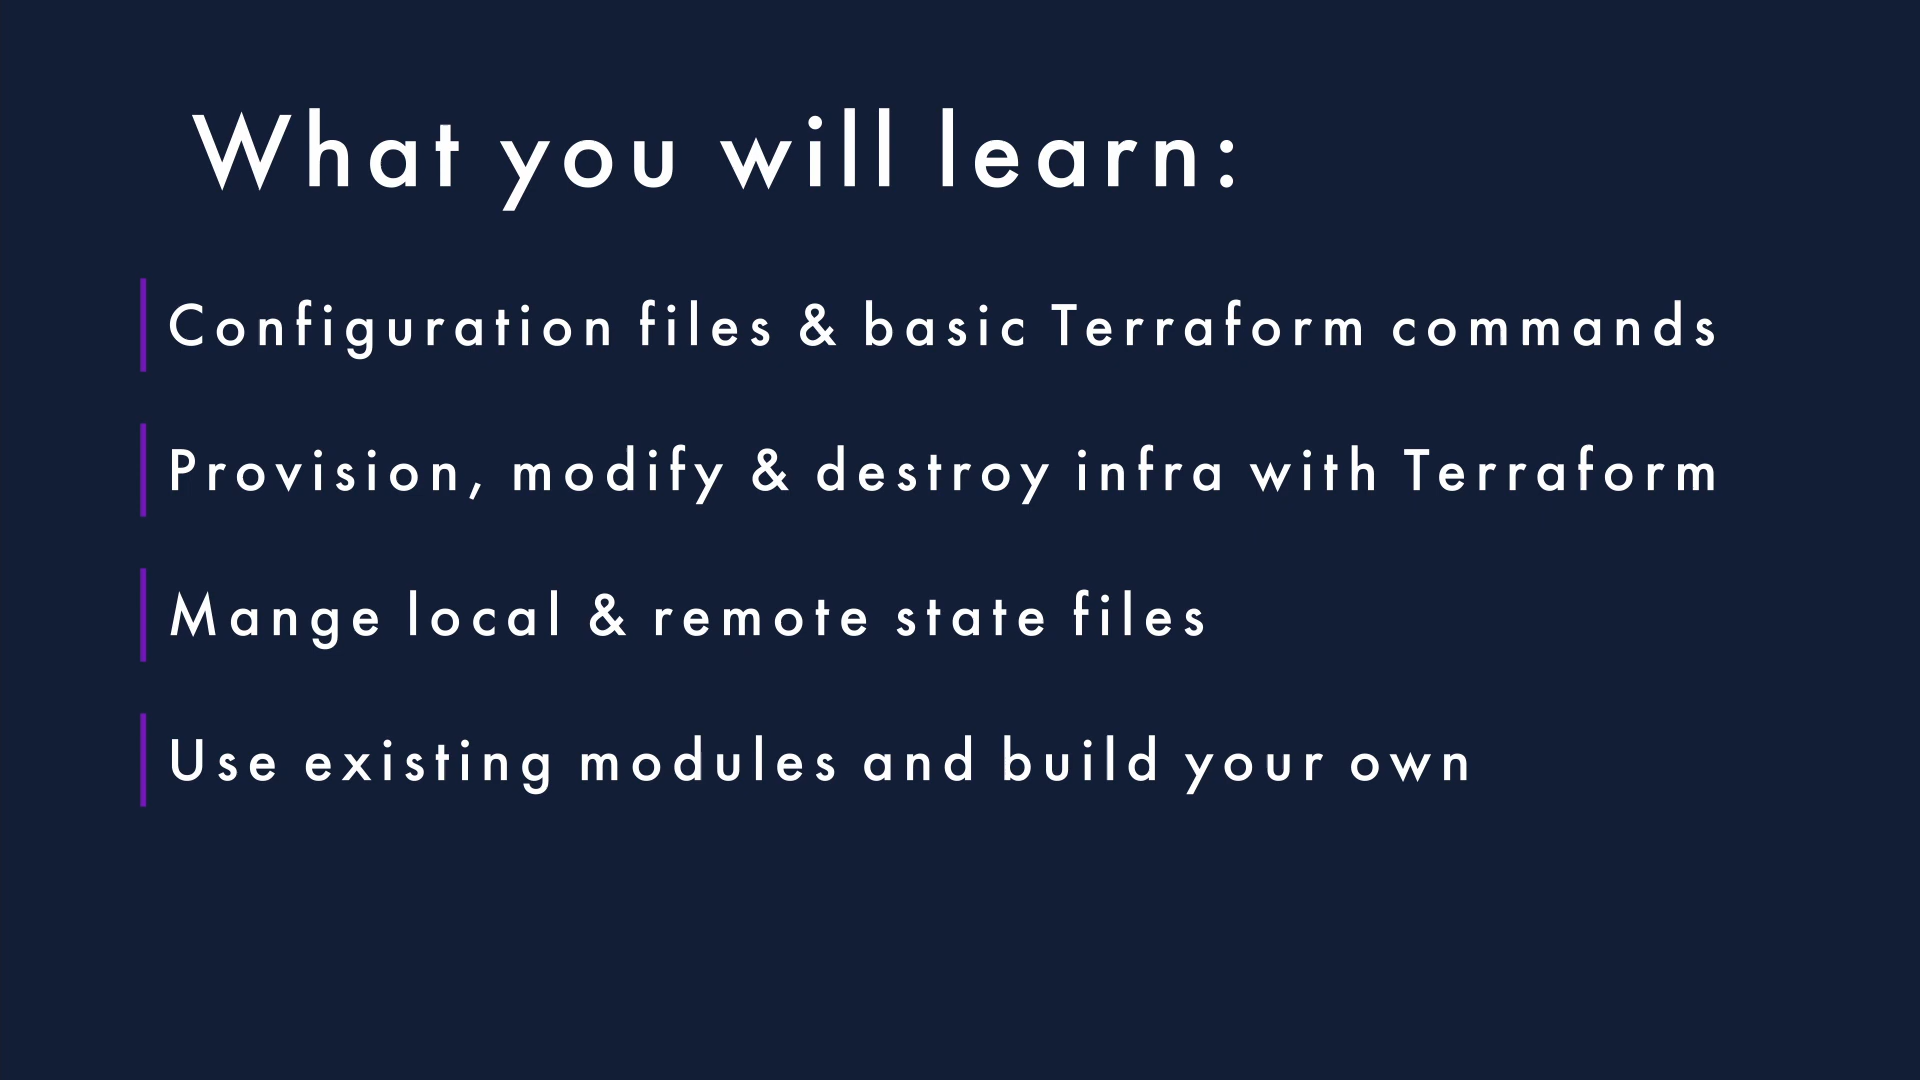 What you will learn:
Configuration files & basic Terraform commands
Provision, modify & destroy infra with Terraform
Mange local & remote state files
Use existing modules and build your own